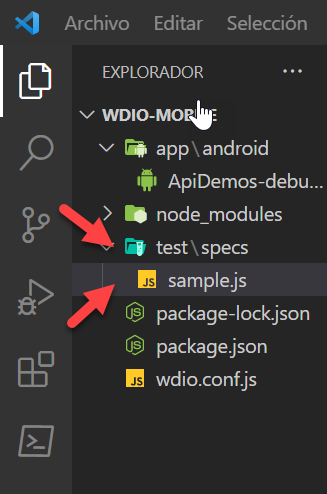 Archivo Editar Selección
EXPLORADOR ...
WDIO-MOBILE
app\android
ApiDemos-debu...
node_modules
test\specs
JS sample.js
package-lock.json
package.json
JS wdio.conf.js